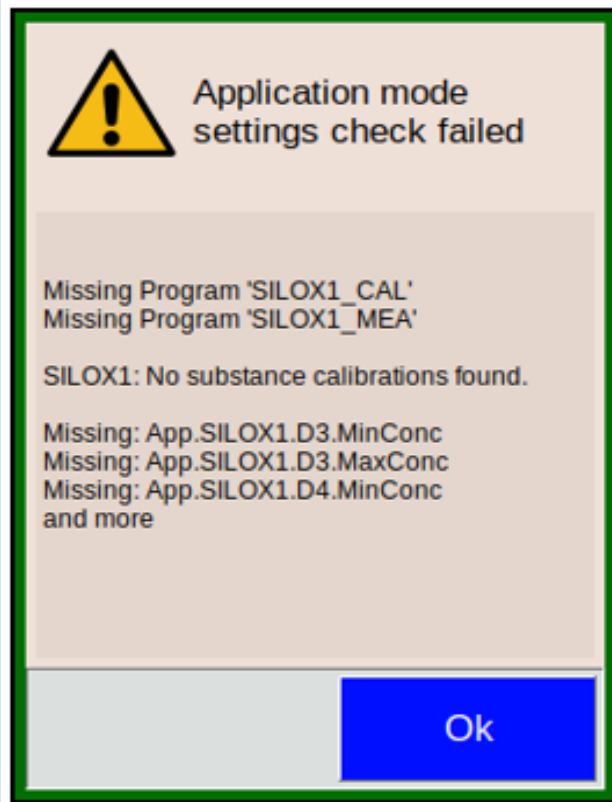 Application mode
settings check failed
Missing Program 'SILOX1_CAL'
Missing Program 'SILOX1_MEA'
SILOX1: No substance calibrations found.
Missing: App.SILOX1.D3.MinConc
Missing: App.SILOX1.D3.MaxConc
Missing: App.SILOX1.D4.MinConc
and more
Ok